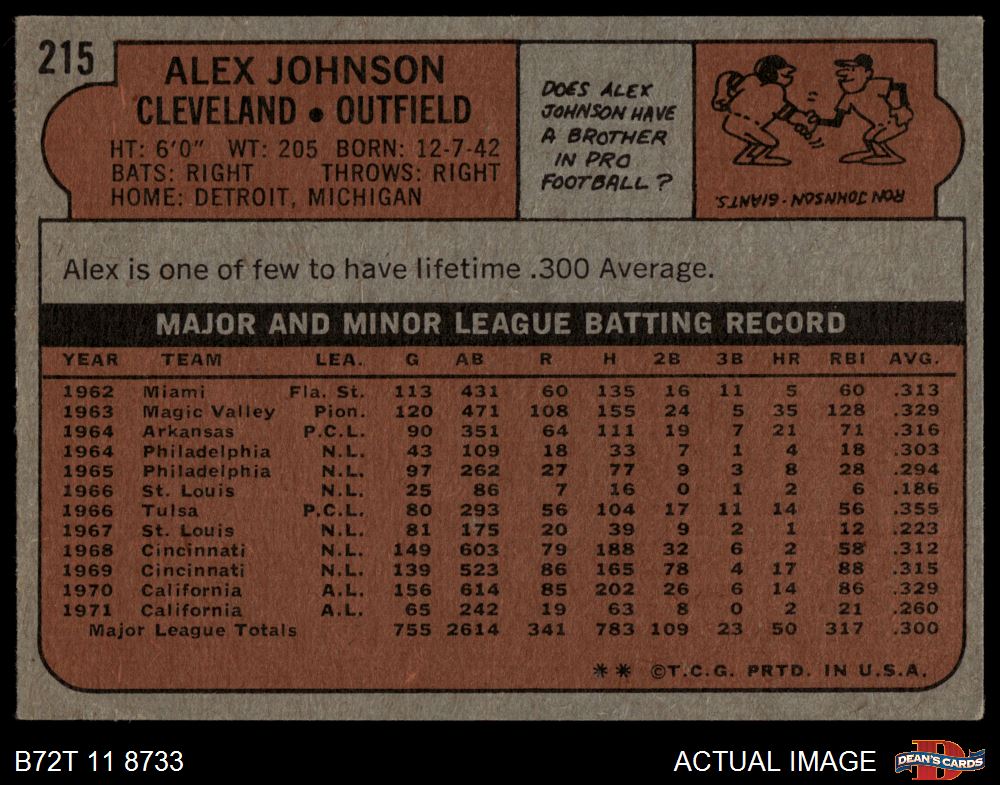 215
ALEX JOHNSON
CLEVELAND • OUTFIELD
HT: 6'0" WT: 205 BORN: 12-7-42
BATS: RIGHT THROWS: RIGHT
HOME: DETROIT, MICHIGAN
DOES ALEX
JOHNSON HAVE
A BROTHER
IN PRO
FOOTBALL?
RON JOHNSON - GIANTS.
Alex is one of few to have lifetime .300 Average.
MAJOR AND MINOR LEAGUE BATTING RECORD
YEAR TEAM LEA. G AB R H 2B 3B HR RBI AVG.
1962 Miami Fla. St. 113 431 60 135 16 11 5 60 .313
1963 Magic Valley Pion. 120 471 108 155 24 5 35 128 .329
1964 Arkansas P.C.L. 90 351 64 111 19 7 21 71 .316
1964 Philadelphia N.L. 43 109 18 33 7 1 4 18 .303
1965 Philadelphia N.L. 97 262 27 77 9 3 8 28 .294
1966 St. Louis N.L. 25 86 7 16 0 1 2 6 .186
1966 Tulsa P.C.L. 80 293 56 104 17 11 14 56 .355
1967 St. Louis N.L. 81 175 20 39 9 2 1 12 .223
1968 Cincinnati N.L. 149 603 79 188 32 6 2 58 .312
1969 Cincinnati N.L. 139 523 86 165 78 4 17 88 .315
1970 California A.L. 156 614 85 202 26 6 14 86 .329
1971 California A.L. 65 242 19 63 8 0 2 21 .260
Major League Totals 755 2614 341 783 109 23 50 317 .300
** ©T.C.G. PRTD. IN U.S.A.
B72T 11 8733
ACTUAL IMAGE
D
DEAN'S CARDS